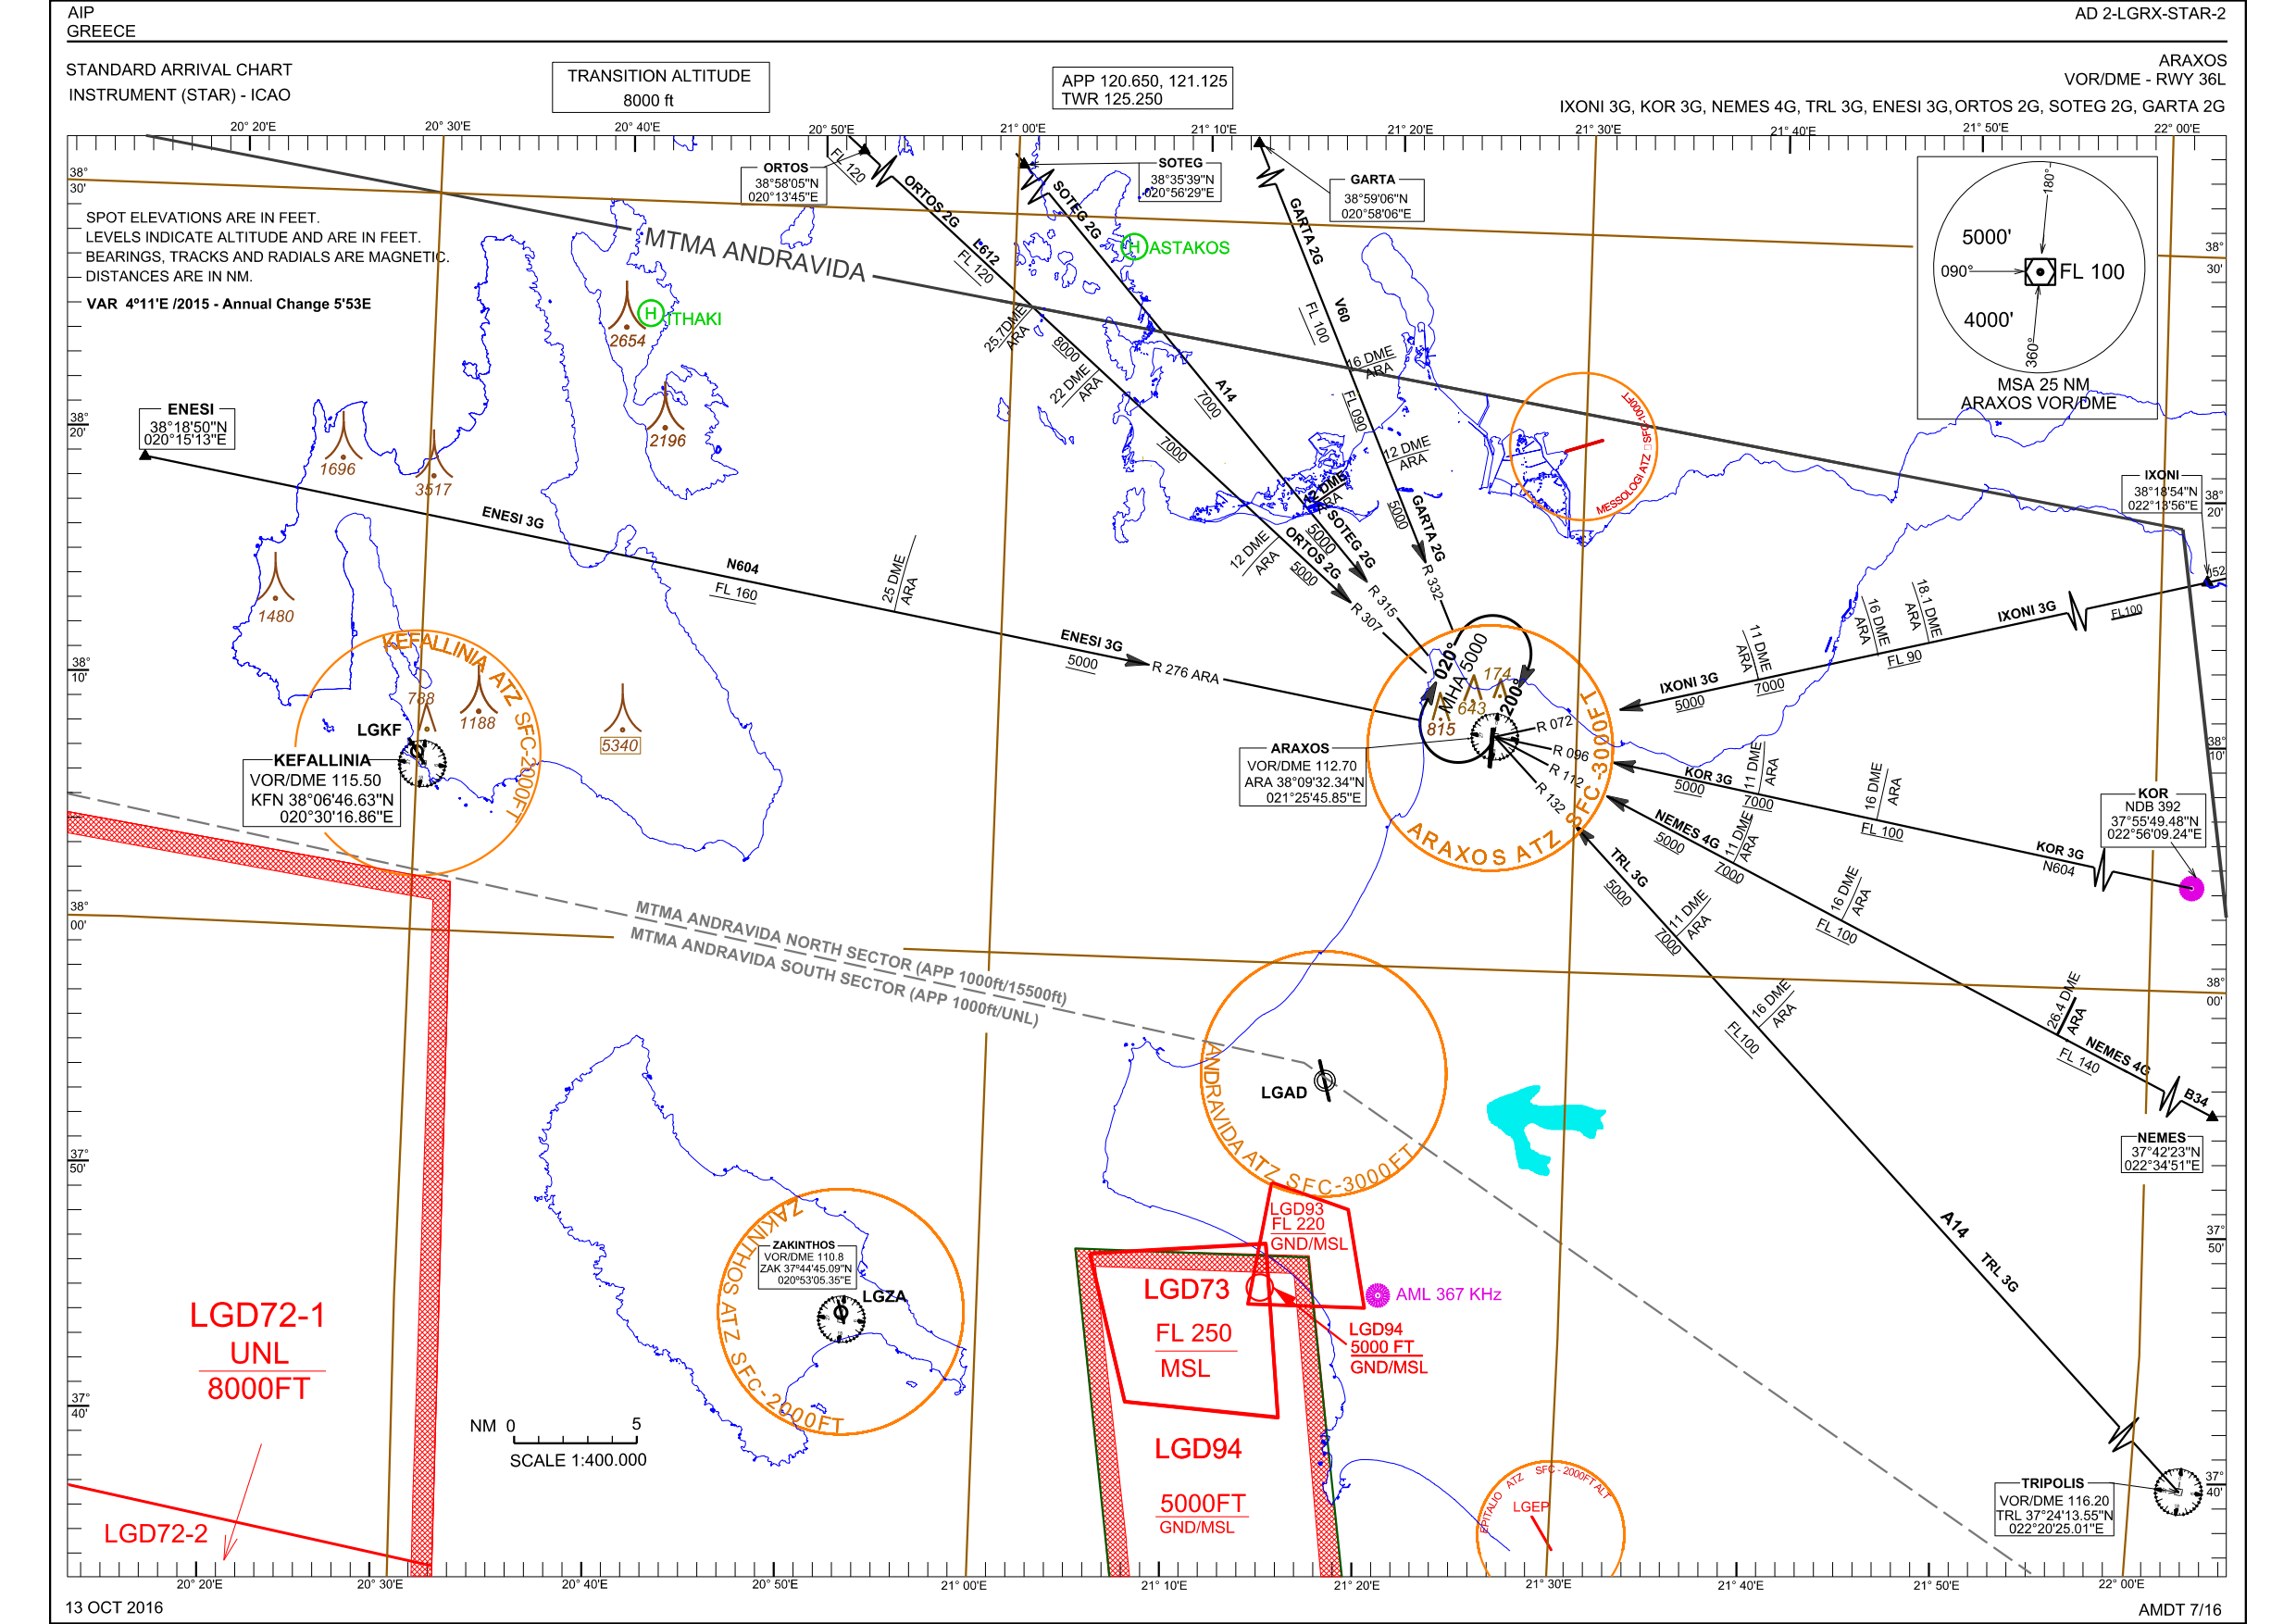 AIP
GREECE
AD 2-LGRX-STAR-2
STANDARD ARRIVAL CHART
INSTRUMENT (STAR) - ICAO
TRANSITION ALTITUDE
8000 ft
APP 120.650, 121.125
TWR 125.250
ARAXOS
VOR/DME - RWY 36L
IXONI 3G, KOR 3G, NEMES 4G, TRL 3G, ENESI 3G, ORTOS 2G, SOTEG 2G, GARTA 2G
20° 20'E
20° 30'E
20° 40'E
20° 50'E
21° 00'E
21° 10'E
21° 20'E
21° 30'E
21° 40'E
21° 50'E
22° 00'E
38°
30'
SPOT ELEVATIONS ARE IN FEET.
LEVELS INDICATE ALTITUDE AND ARE IN FEET.
BEARINGS, TRACKS AND RADIALS ARE MAGNETIC.
DISTANCES ARE IN NM.
VAR 4°11'E /2015 - Annual Change 5'53E
ORTOS
38°58'05"N
020°13'45"E
SOTEG
38°35'39"N
020°56'29"E
GARTA
38°59'06"N
020°58'06"E
FL 120
ORTOS 2G
L612
FL 120
25.7DME
ARA
8000
22 DME
ARA
7000
12 DME
ARA
ORTOS 2G
5000
R 307
SOTEG 2G
A14
7000
12 DME
ARA
SOTEG 2G
5000
R 315
GARTA 2G
V60
FL 100
16 DME
ARA
FL 090
12 DME
ARA
GARTA 2G
5000
R 332
MTMA ANDRAVIDA
H ASTAKOS
H ITHAKI
2654
2196
1696
3517
1480
180°
5000'
090°
FL 100
4000'
360°
MSA 25 NM
ARAXOS VOR/DME
38°
30'
38°
20'
ENESI
38°18'50"N
020°15'13"E
ENESI 3G
N604
FL 160
25 DME
ARA
ENESI 3G
5000
R 276 ARA
MESSOLOGI ATZ SFC-1000FT
IXONI
38°18'54"N
022°13'56"E
38°
20'
J52
FL100
IXONI 3G
18.1 DME
ARA
16 DME
ARA
FL 90
11 DME
ARA
7000
IXONI 3G
5000
38°
10'
KEFALLINIA ATZ SFC-2000FT
788
1188
5340
LGKF
KEFALLINIA
VOR/DME 115.50
KFN 38°06'46.63"N
020°30'16.86"E
020°
MHA 5000
200°
174
643
815
R 072
R 096
R 112
R 132
ARAXOS
VOR/DME 112.70
ARA 38°09'32.34"N
021°25'45.85"E
ARAXOS ATZ SFC -3000FT
KOR 3G
5000
11 DME
ARA
7000
16 DME
ARA
FL 100
KOR 3G
N604
KOR
NDB 392
37°55'49.48"N
022°56'09.24"E
38°
10'
NEMES 4G
5000
11 DME
ARA
7000
16 DME
ARA
FL 100
26.4 DME
ARA
FL 140
NEMES 4G
B34
NEMES
37°42'23"N
022°34'51"E
TRL 3G
5000
11 DME
ARA
7000
16 DME
ARA
FL100
A14
TRL 3G
38°
00'
38°
00'
MTMA ANDRAVIDA NORTH SECTOR (APP 1000ft/15500ft)
MTMA ANDRAVIDA SOUTH SECTOR (APP 1000ft/UNL)
LGAD
ANDRAVIDA ATZ SFC-3000FT
37°
50'
37°
50'
ZAKINTHOS ATZ SFC-2000FT
ZAKINTHOS
VOR/DME 110.8
ZAK 37°44'45.09"N
020°53'05.35"E
LGZA
LGD93
FL 220
GND/MSL
LGD73
FL 250
MSL
AML 367 KHz
LGD94
5000 FT
GND/MSL
LGD94
5000FT
GND/MSL
LGD72-1
UNL
8000FT
LGD72-2
37°
40'
37°
40'
NM 0 5
SCALE 1:400.000
EPITALIO ATZ SFC - 2000FT ALT
LGEP
TRIPOLIS
VOR/DME 116.20
TRL 37°24'13.55"N
022°20'25.01"E
20° 20'E
20° 30'E
20° 40'E
20° 50'E
21° 00'E
21° 10'E
21° 20'E
21° 30'E
21° 40'E
21° 50'E
22° 00'E
13 OCT 2016
AMDT 7/16